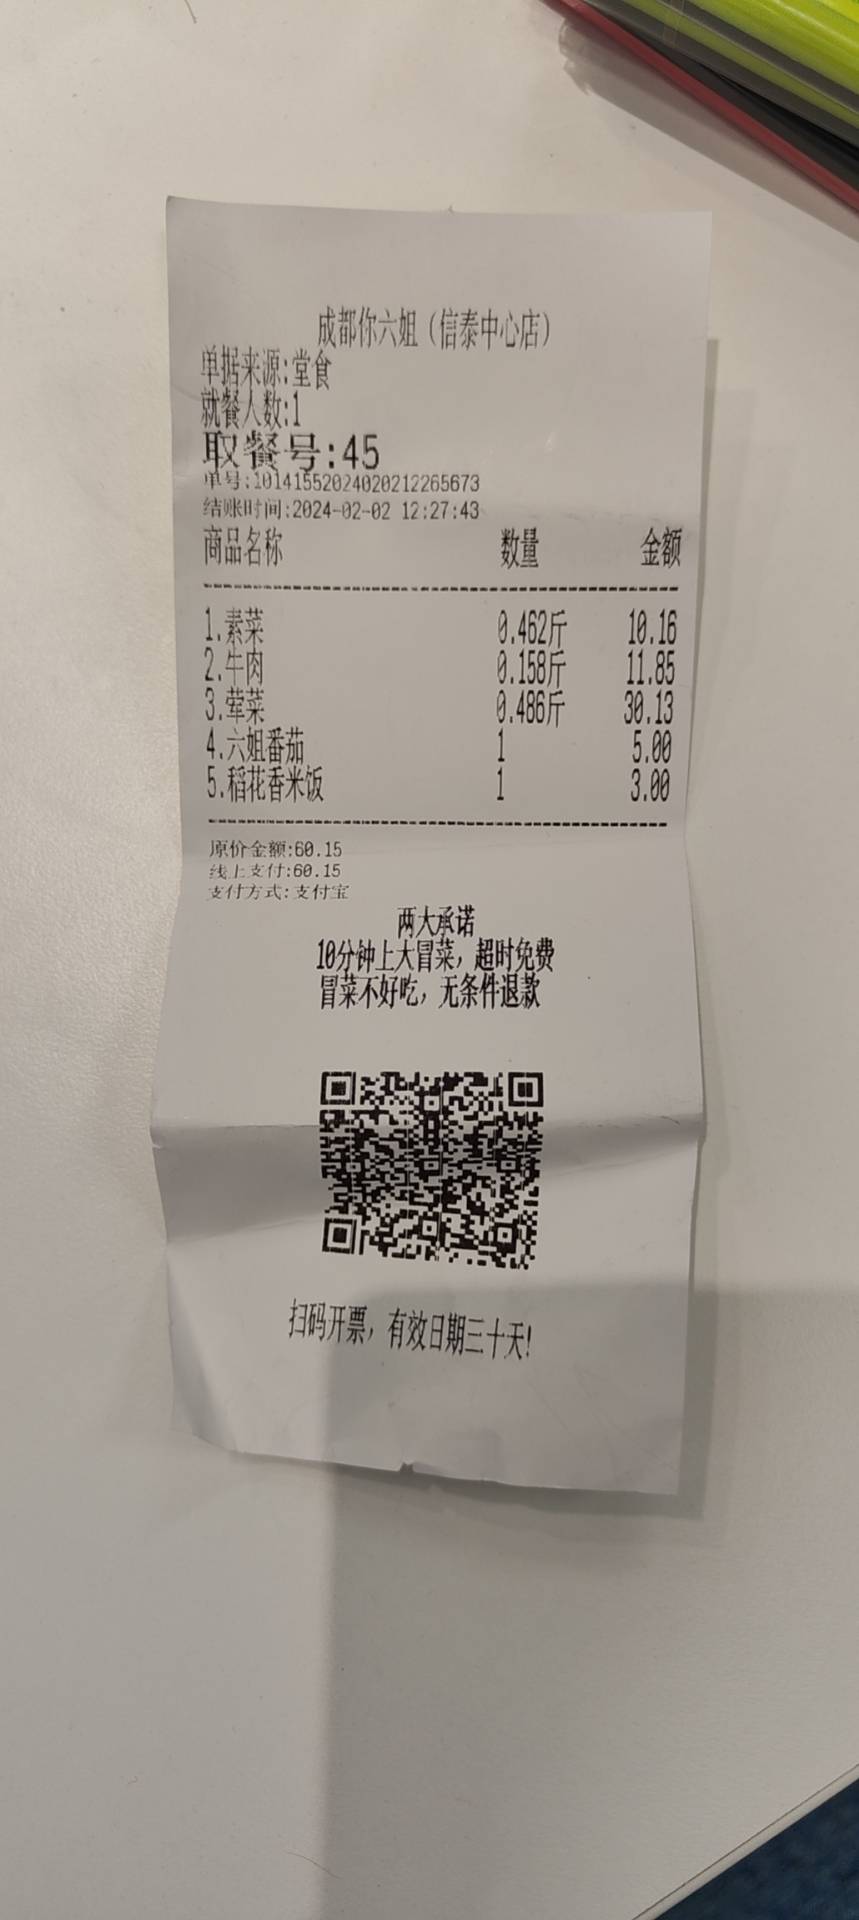 成都你六姐（信泰中心店）
单据来源:堂食
就餐人数:1
取餐号:45
单号:10141552024020212265673
结账时间:2024-02-02 12:27:43
商品名称 数量 金额
1.素菜 0.462斤 10.16
2.牛肉 0.158斤 11.85
3.荤菜 0.486斤 30.13
4.六姐番茄 1 5.00
5.稻花香米饭 1 3.00
原价金额:60.15
线上支付:60.15
支付方式:支付宝
两大承诺
10分钟上大冒菜，超时免费
冒菜不好吃，无条件退款
扫码开票，有效日期三十天!